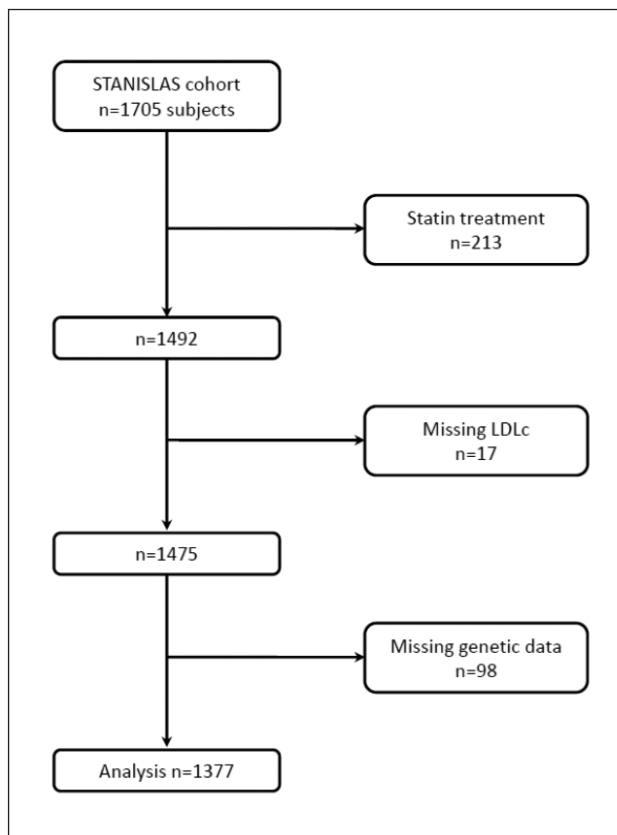 STANISLAS cohort
n=1705 subjects
Statin treatment
n=213
n=1492
Missing LDLc
n=17
n=1475
Missing genetic data
n=98
Analysis n=1377